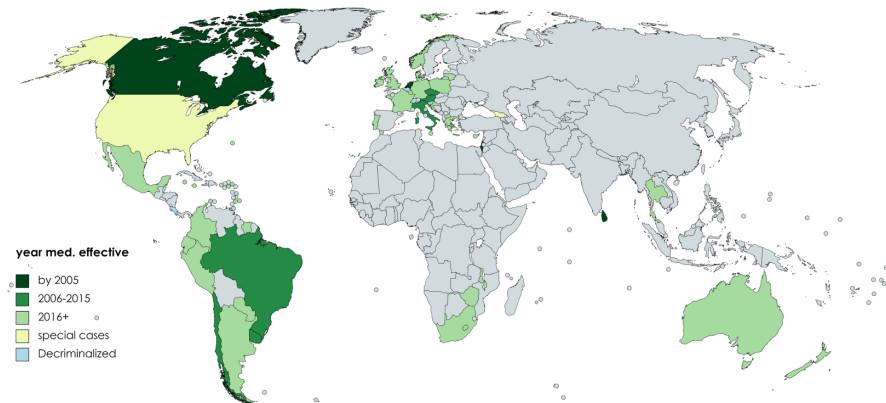 year med. effective
by 2005
2006-2015
2016+
special cases
Decriminalized